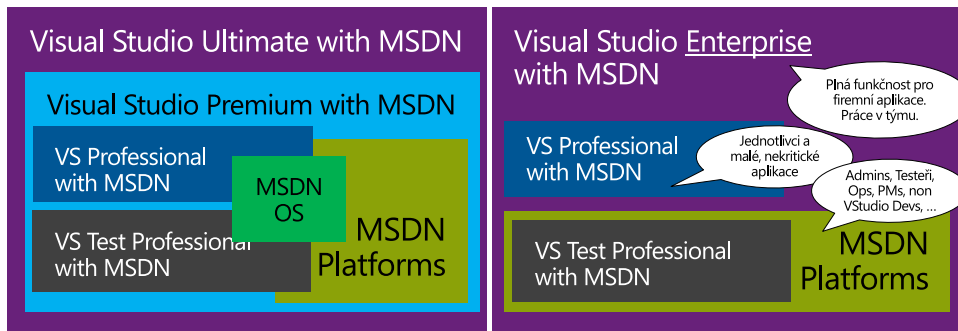 Visual Studio Ultimate with MSDN
Visual Studio Premium with MSDN
VS Professional
with MSDN
MSDN
OS
VS Test Professional
with MSDN
MSDN
Platforms
Visual Studio Enterprise
with MSDN
Plná funkčnost pro
firemní aplikace.
Práce v týmu.
VS Professional
with MSDN
Jednotlivci a
malé, nekritické
aplikace
Admins, Testeři,
Ops, PMs, non
VStudio Devs, ...
VS Test Professional
with MSDN
MSDN
Platforms